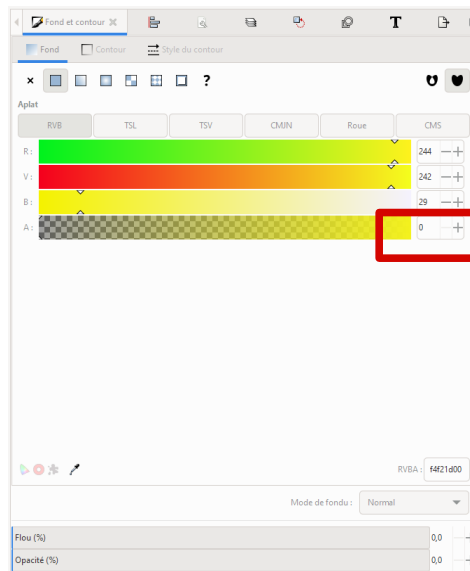 Fond et contour
T
Fond
Contour
Style du contour
?
Aplat
RVB
TSL
TSV
CMJN
Roue
CMS
R :
244
V :
242
B :
29
A :
0
RVBA :
f4f21d00
Mode de fondu :
Normal
Flou (%)
0,0
Opacité (%)
0,0